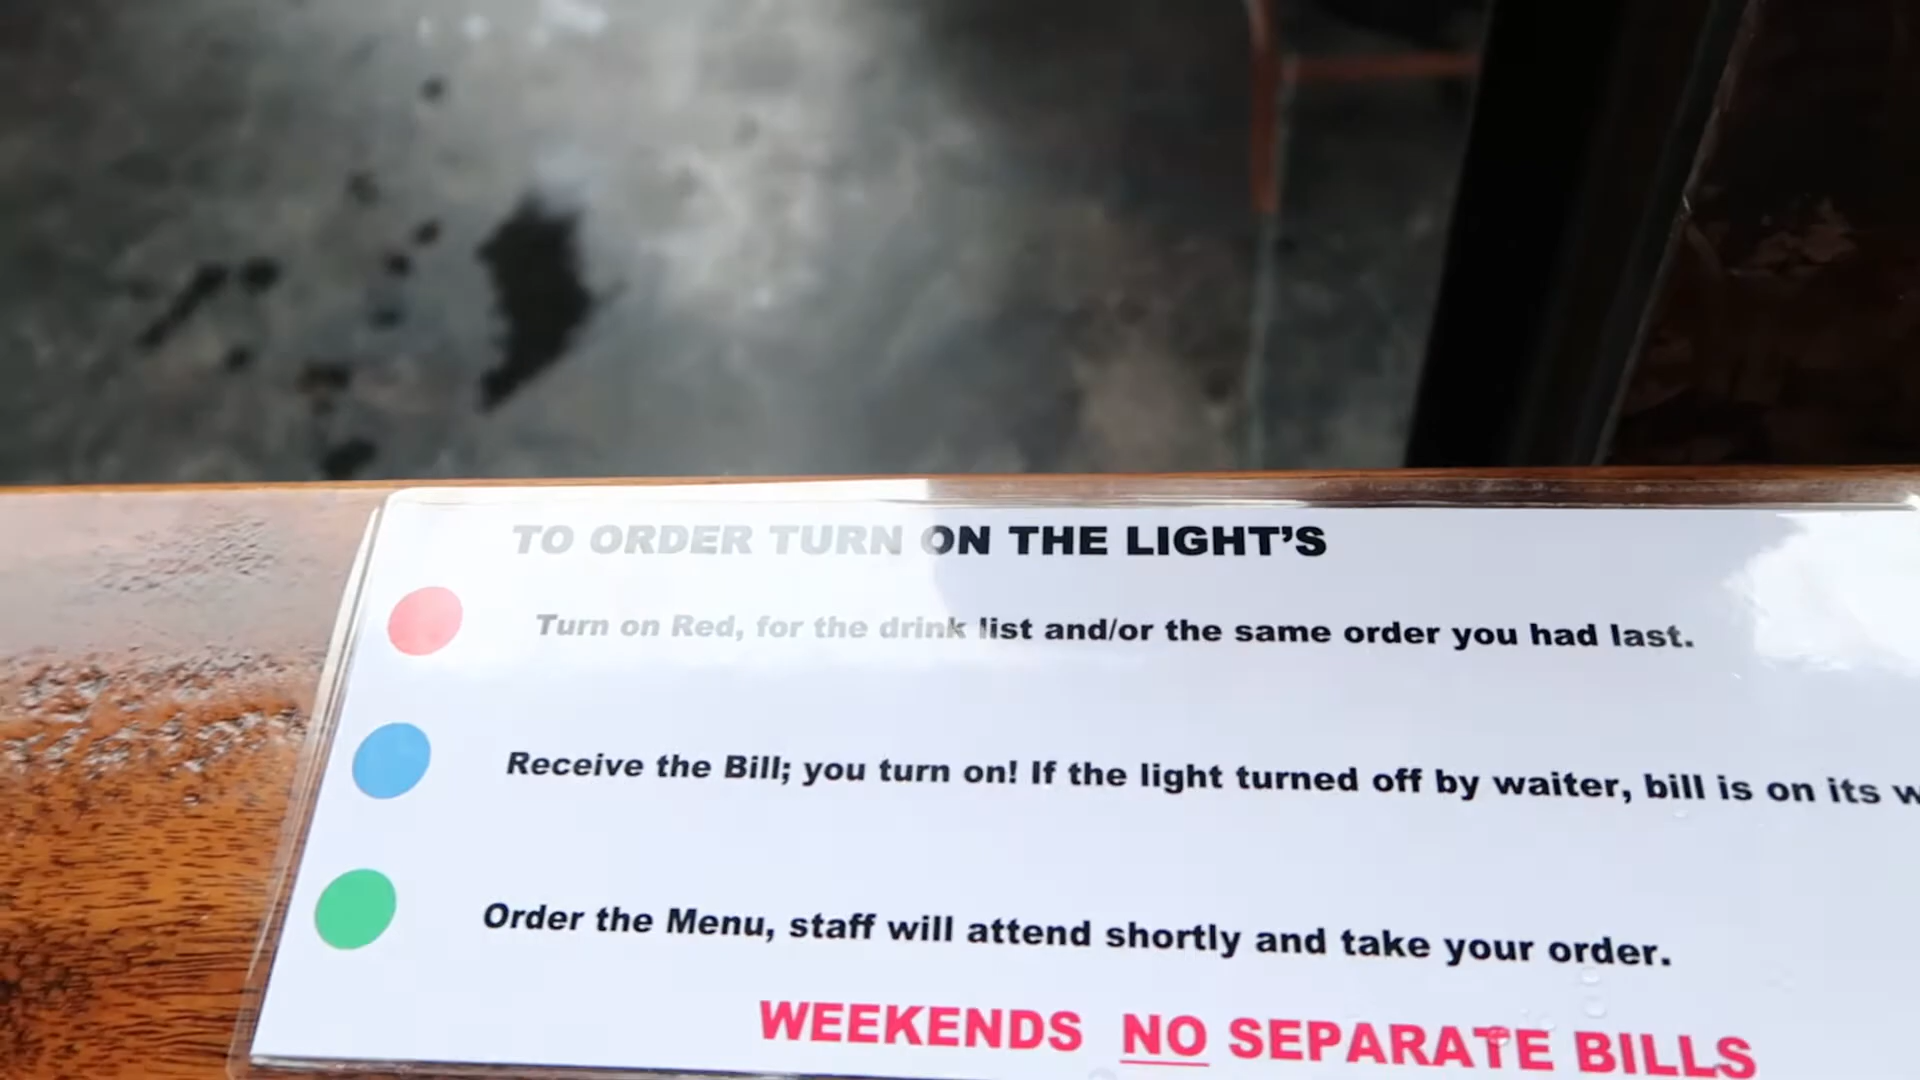 TO ORDER TURN ON THE LIGHT’S
Turn on Red, for the drink list and/or the same order you had last.
Receive the Bill; you turn on! If the light turned off by waiter, bill is on its
Order the Menu, staff will attend shortly and take your order.
WEEKENDS NO SEPARATE BILLS